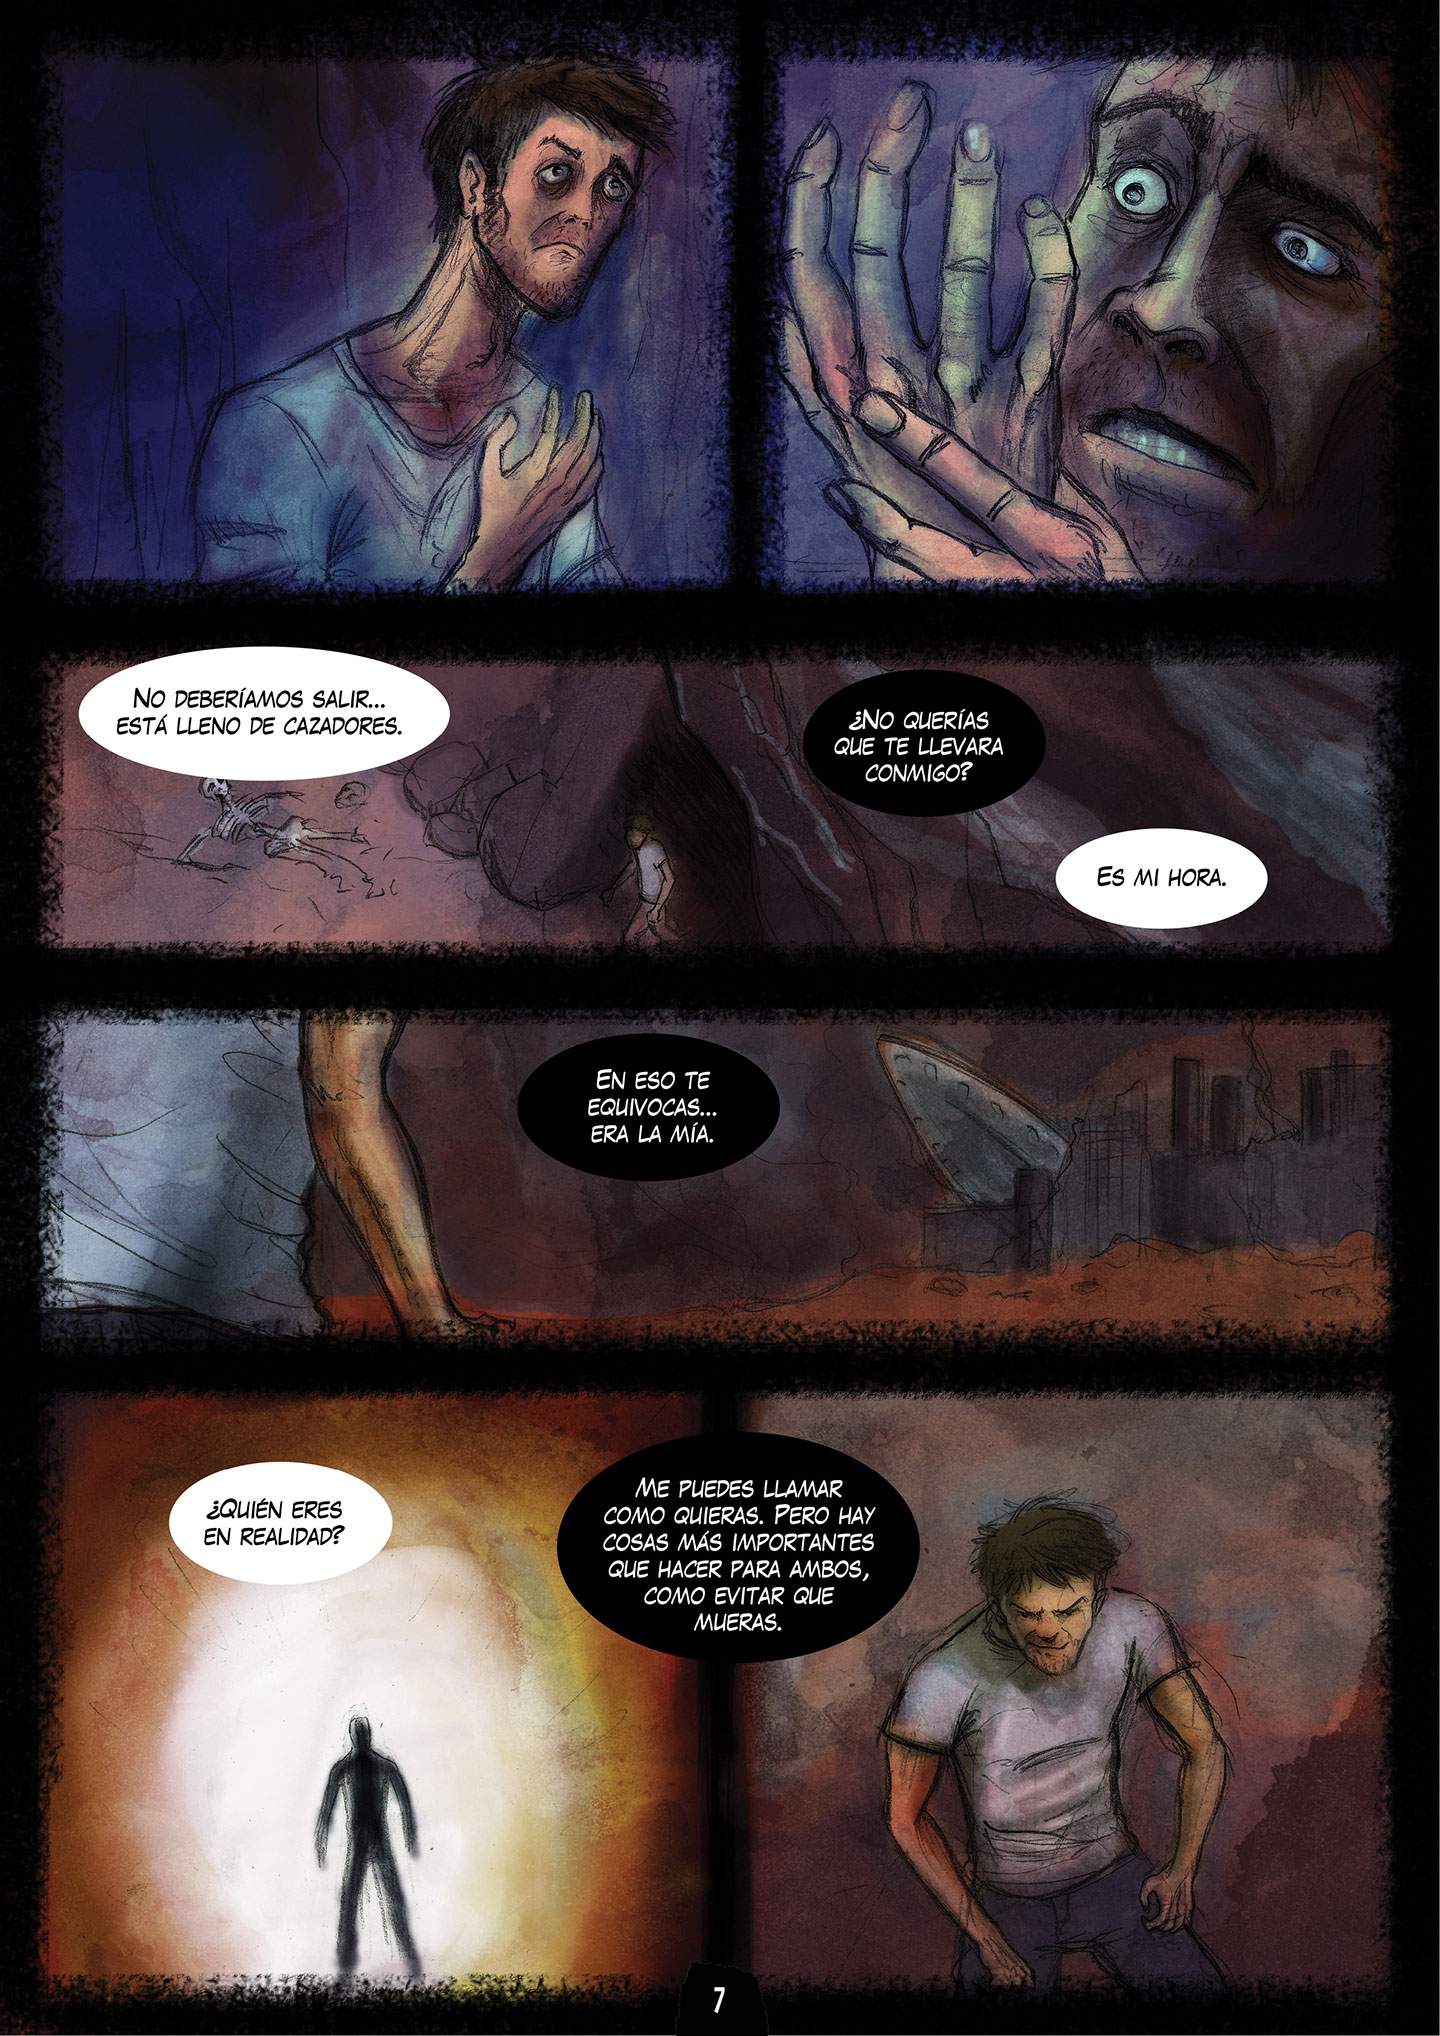 No deberíamos salir...
está lleno de cazadores.
¿No querías
que te llevara
conmigo?
Es mi hora.
En eso te
equivocas...
era la mía.
¿Quién eres
en realidad?
Me puedes llamar
como quieras. Pero hay
cosas más importantes
que hacer para ambos,
como evitar que
mueras.
7